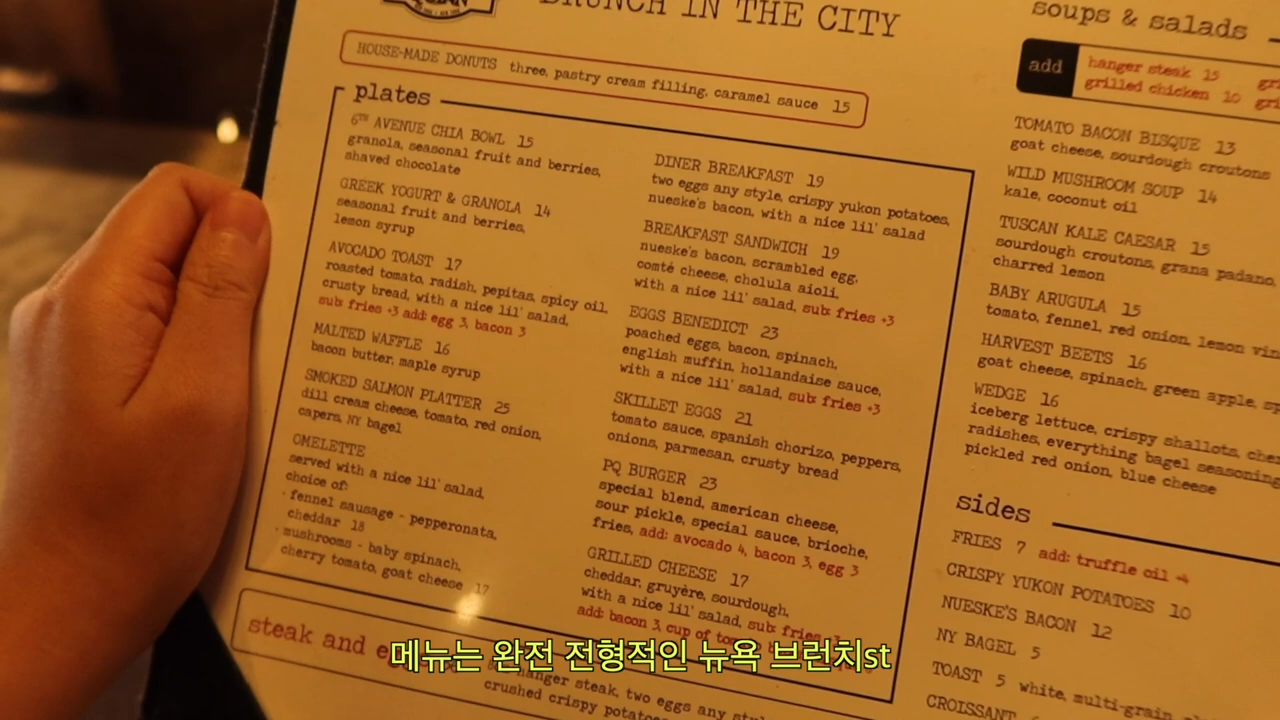 BRUNCH IN THE CITY
HOUSE-MADE DONUTS three, pastry cream filling, caramel sauce 15
plates
6TH AVENUE CHIA BOWL 15
granola, seasonal fruit and berries,
shaved chocolate
GREEK YOGURT & GRANOLA 14
seasonal fruit and berries,
lemon syrup
AVOCADO TOAST 17
roasted tomato, radish, pepitas, spicy oil,
crusty bread, with a nice lil' salad,
sub: fries +3 add: egg 3, bacon 3
MALTED WAFFLE 16
bacon butter, maple syrup
SMOKED SALMON PLATTER 25
dill cream cheese, tomato, red onion,
capers, NY bagel
OMELETTE
served with a nice lil' salad,
choice of:
· fennel sausage - pepperonata,
cheddar 18
· mushrooms - baby spinach,
cherry tomato, goat cheese 17
DINER BREAKFAST 19
two eggs any style, crispy yukon potatoes,
nueske's bacon, with a nice lil' salad
BREAKFAST SANDWICH 19
nueske's bacon, scrambled egg,
comté cheese, cholula aioli,
with a nice lil' salad, sub: fries +3
EGGS BENEDICT 23
poached eggs, bacon, spinach,
english muffin, hollandaise sauce,
with a nice lil' salad, sub: fries +3
SKILLET EGGS 21
tomato sauce, spanish chorizo, peppers,
onions, parmesan, crusty bread
PQ BURGER 23
special blend, american cheese,
sour pickle, special sauce, brioche,
fries, add: avocado 4, bacon 3, egg 3
GRILLED CHEESE 17
cheddar, gruyère, sourdough,
with a nice lil' salad, sub: fries
add: bacon 3, cup of
steak and
hanger steak, two eggs any
crushed crispy
soups & salads
add
hanger steak 15
grilled chicken 10
TOMATO BACON BISQUE 13
goat cheese, sourdough croutons
WILD MUSHROOM SOUP 14
kale, coconut oil
TUSCAN KALE CAESAR 15
sourdough croutons, grana padano,
charred lemon
BABY ARUGULA 15
tomato, fennel, red onion, lemon
HARVEST BEETS 16
goat cheese, spinach, green apple,
WEDGE 16
iceberg lettuce, crispy shallots,
radishes, everything bagel seasoning
pickled red onion, blue cheese
sides
FRIES 7 add: truffle oil +4
CRISPY YUKON POTATOES 10
NUESKE'S BACON 12
NY BAGEL 5
TOAST 5 white, multi-grain,
CROISSANT
메뉴는 완전 전형적인 뉴욕 브런치st